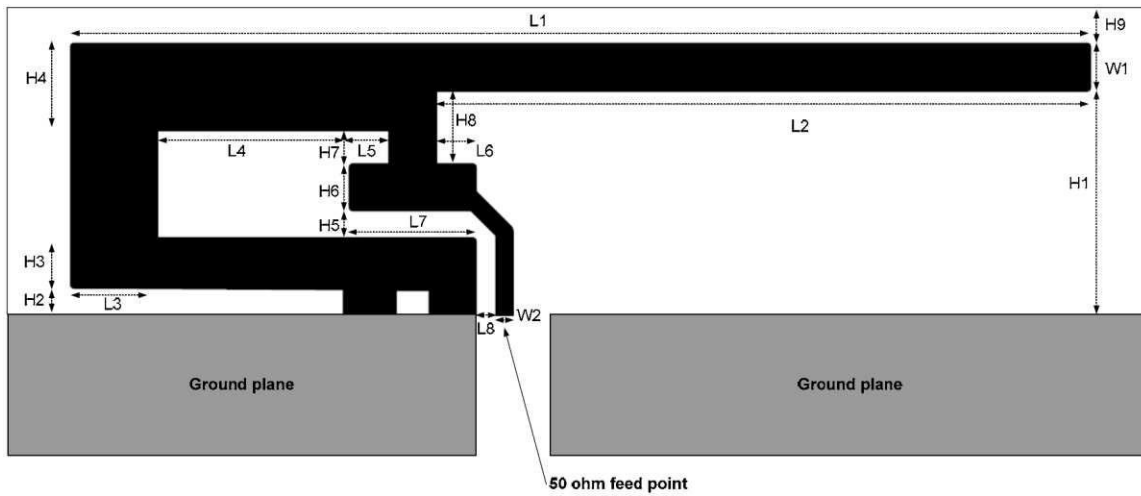 L1
H9
H4
W1
H8
L2
L4
H7
L5
L6
H6
H1
H5
L7
H3
H2
L3
L8
W2
Ground plane
Ground plane
50 ohm feed point